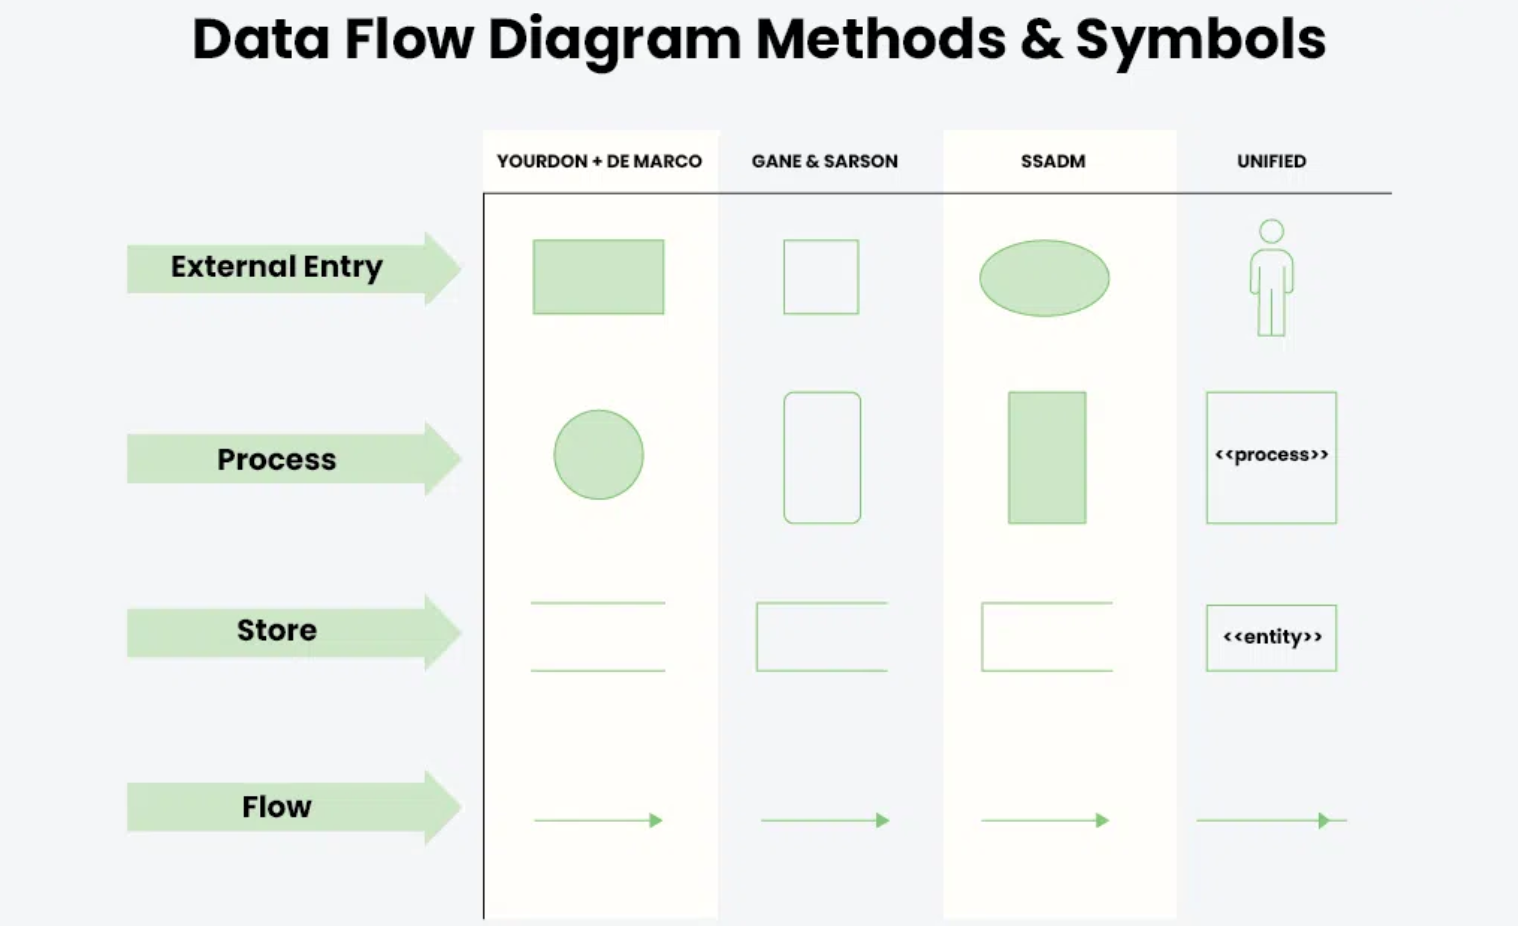 Data Flow Diagram Methods & Symbols
YOURDON + DE MARCO
GANE & SARSON
SSADM
UNIFIED
External Entry
Process
<<process>>
Store
<<entity>>
Flow